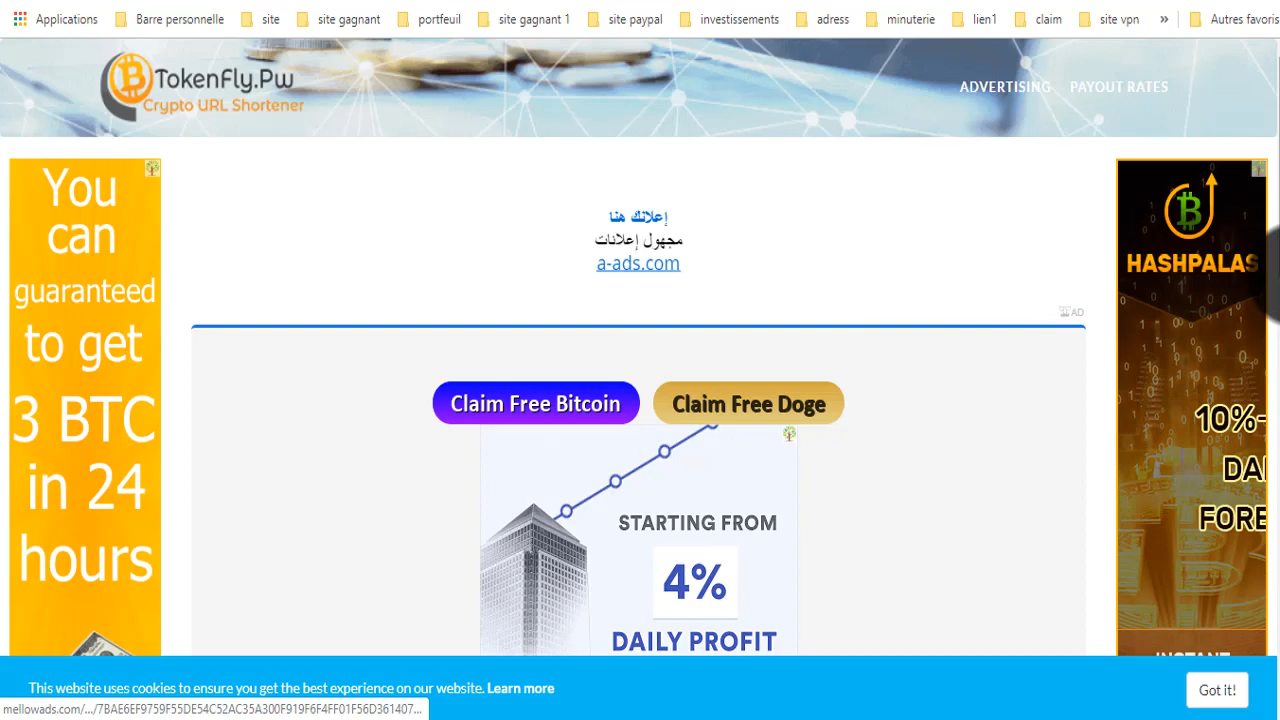 Applications Barre personnelle site site gagnant portfeuil site gagnant 1 site paypal investissements adress minuterie lien1 claim site vpn » Autres favoris
TokenFly.Pw
Crypto URL Shortener
ADVERTISING PAYOUT RATES
You
can
guaranteed
to get
3 BTC
in 24
hours
إعلانك هنا
مجهول إعلانات
a-ads.com
AD
Claim Free Bitcoin
Claim Free Doge
STARTING FROM
4%
DAILY PROFIT
HASHPALAS
10%-
DAI
FORE
INSTANT
This website uses cookies to ensure you get the best experience on our website. Learn more
Got it!
mellowads.com/.../7BAE6EF9759F55DE54C52AC35A300F919F6F4FF01F56D361407...